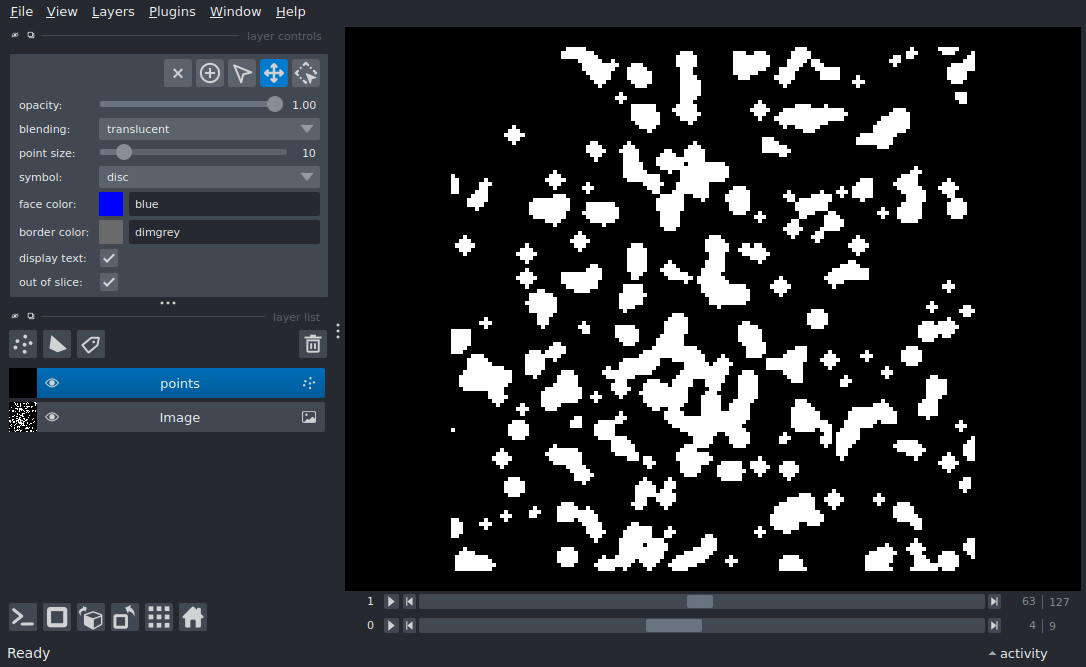 File View Layers Plugins Window Help
layer controls
opacity: 1.00
blending: translucent
point size: 10
symbol: disc
face color: blue
border color: dimgrey
display text:
out of slice:
layer list
points
Image
1 63 | 127
0 4 | 9
Ready activity